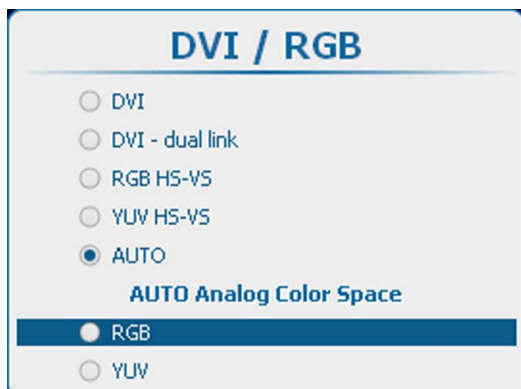 DVI / RGB
DVI
DVI - dual link
RGB HS-VS
YUV HS-VS
AUTO
AUTO Analog Color Space
RGB
YUV